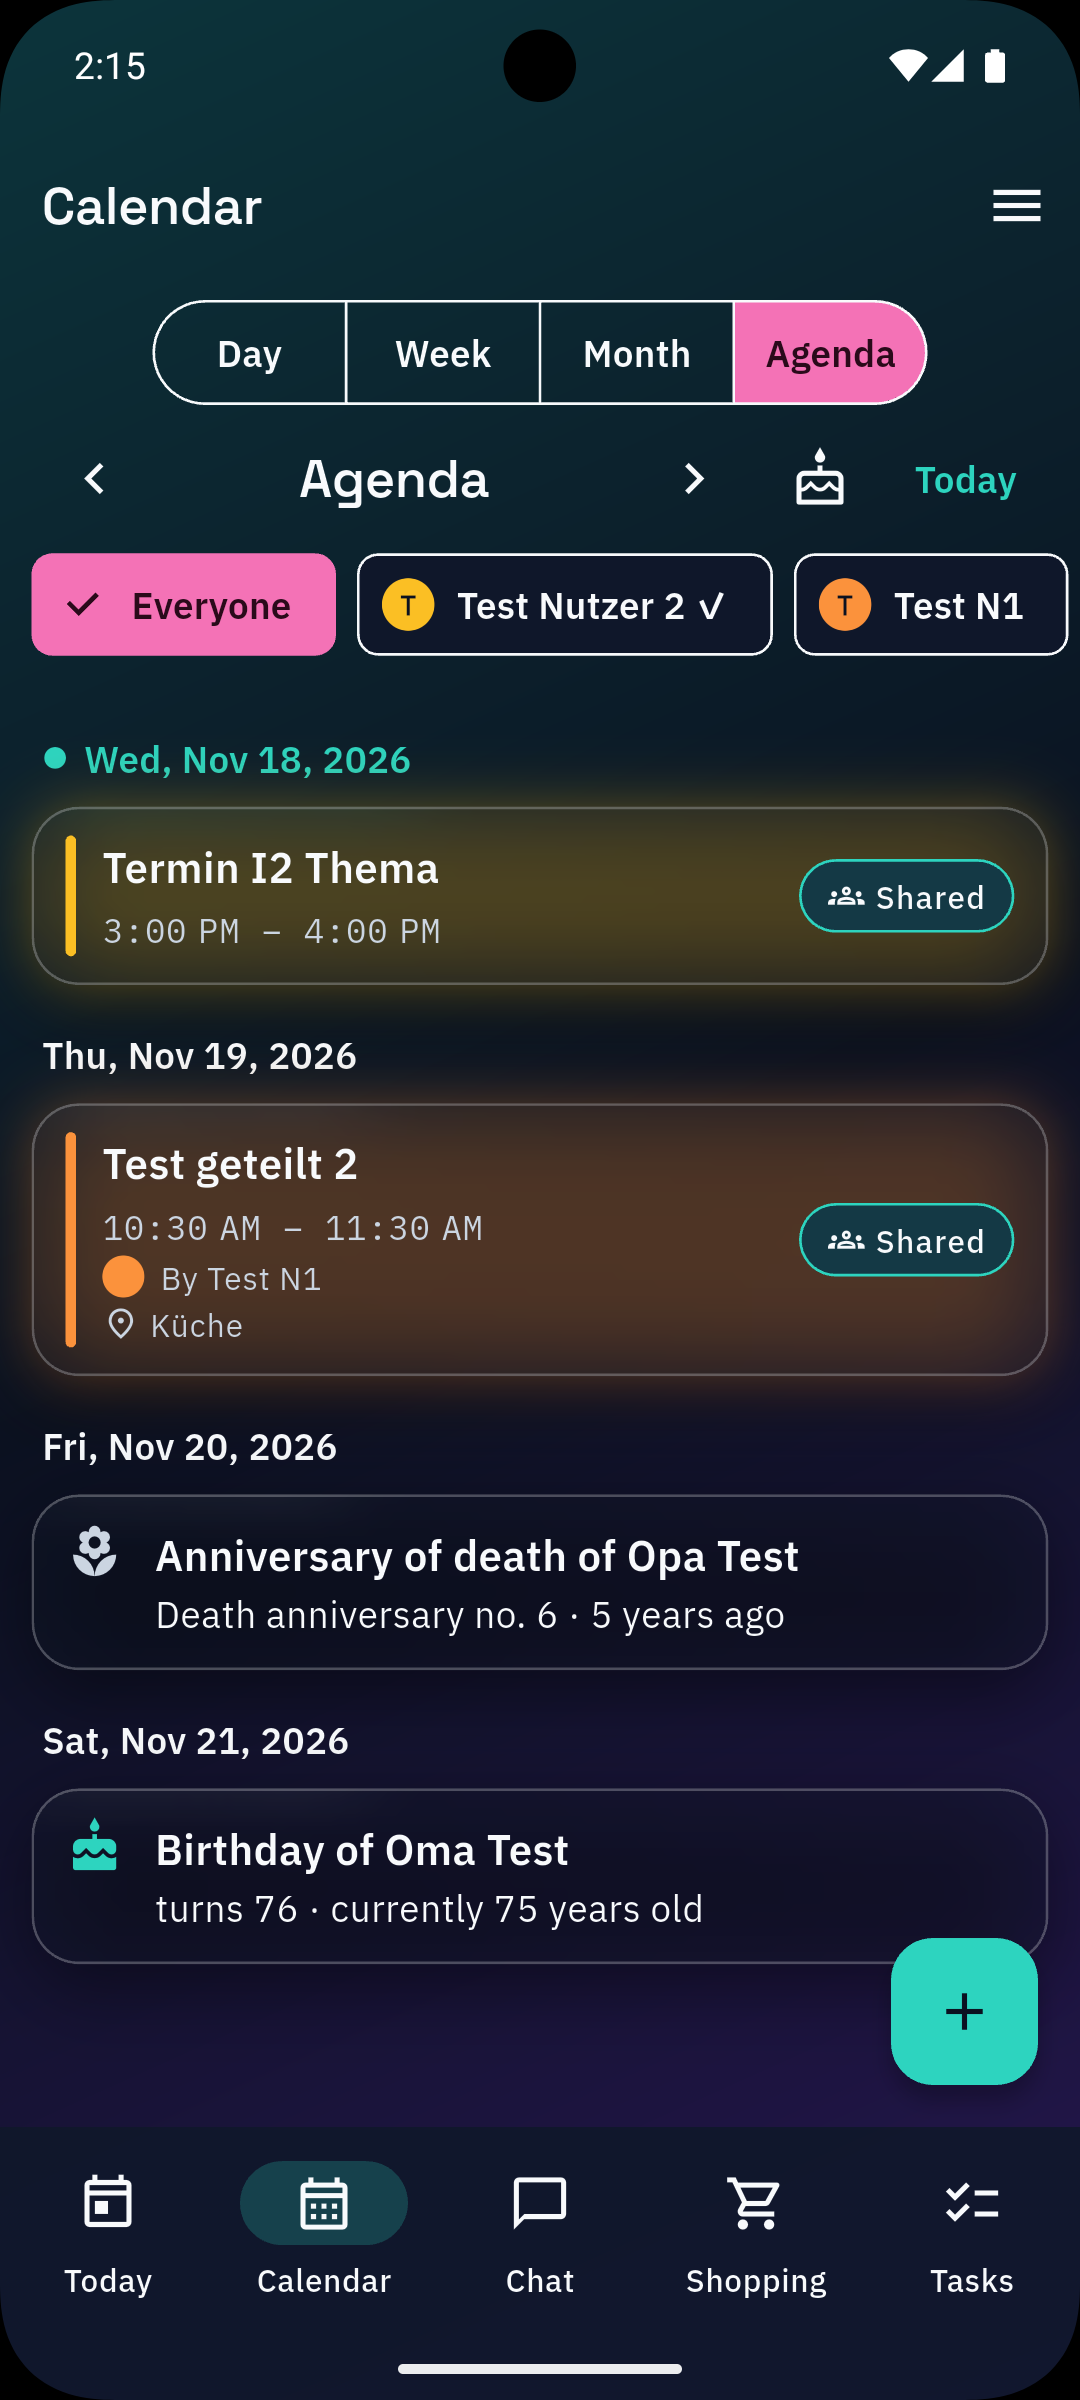 2:15
Calendar
Day Week Month Agenda
Agenda Today
Everyone T Test Nutzer 2 √ T Test N1
Wed, Nov 18, 2026
Termin I2 Thema
3:00 PM – 4:00 PM
Shared
Thu, Nov 19, 2026
Test geteilt 2
10:30 AM – 11:30 AM
Shared
By Test N1
Küche
Fri, Nov 20, 2026
Anniversary of death of Opa Test
Death anniversary no. 6 · 5 years ago
Sat, Nov 21, 2026
Birthday of Oma Test
turns 76 · currently 75 years old
+
Today Calendar Chat Shopping Tasks